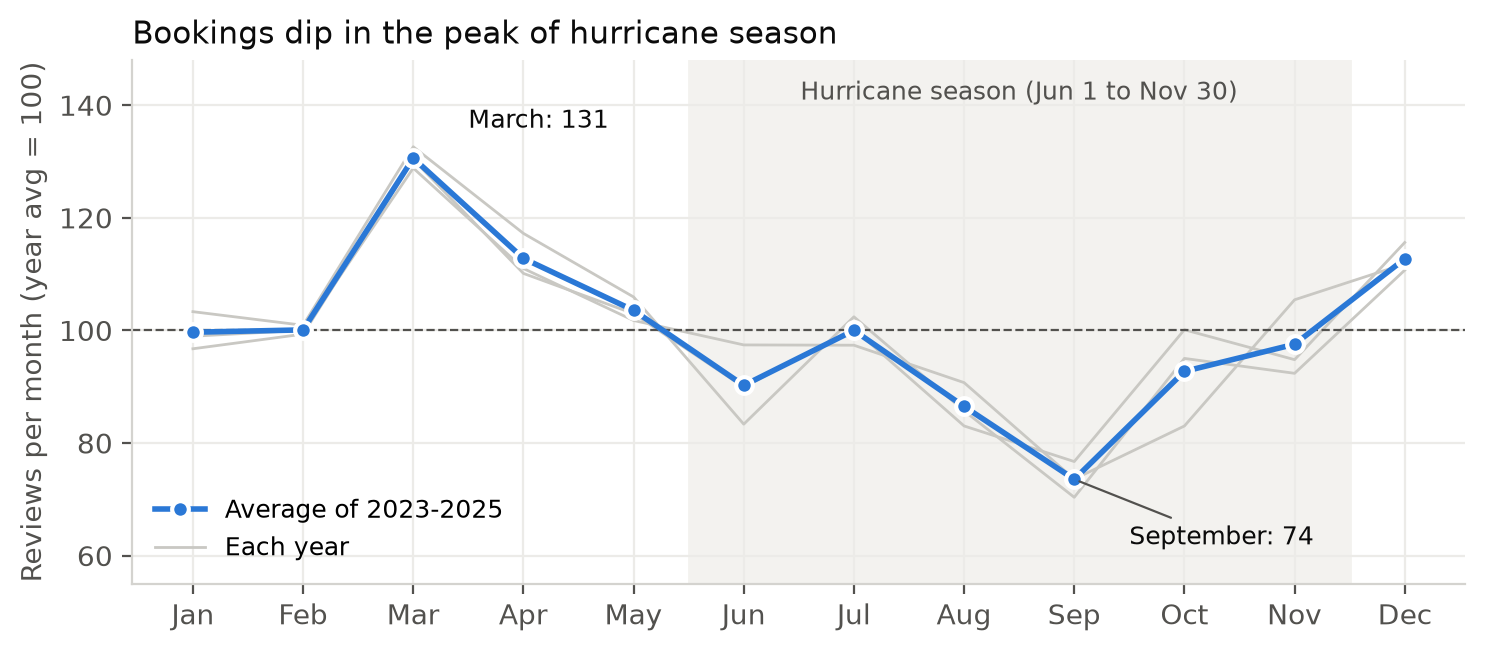 Bookings dip in the peak of hurricane season
Reviews per month (year avg = 100)
140
120
100
80
60
Hurricane season (Jun 1 to Nov 30)
March: 131
September: 74
Average of 2023-2025
Each year
Jan Feb Mar Apr May Jun Jul Aug Sep Oct Nov Dec